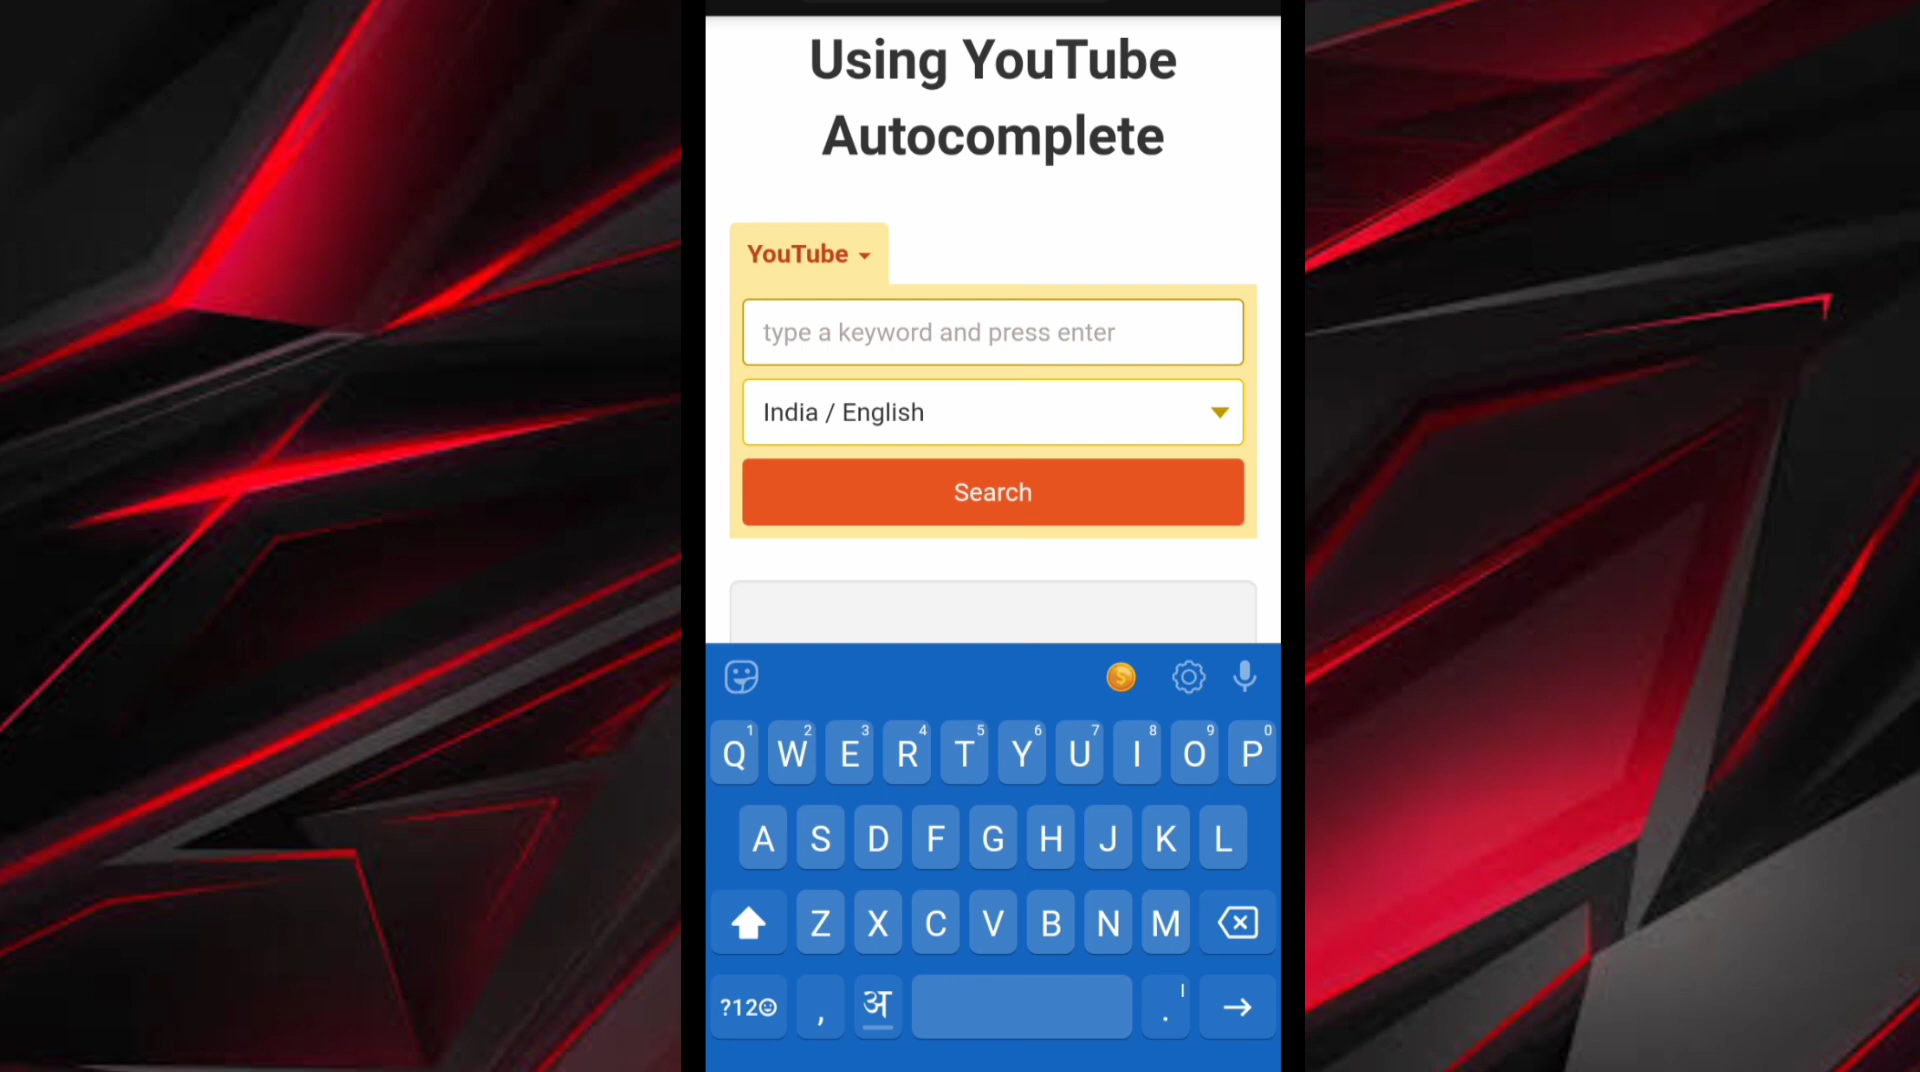 Using YouTube
Autocomplete
YouTube
type a keyword and press enter
India / English
Search
1 2 3 4 5 6 7 8 9 0
Q W E R T Y U I O P
A S D F G H J K L
Z X C V B N M
?12 , अ . |